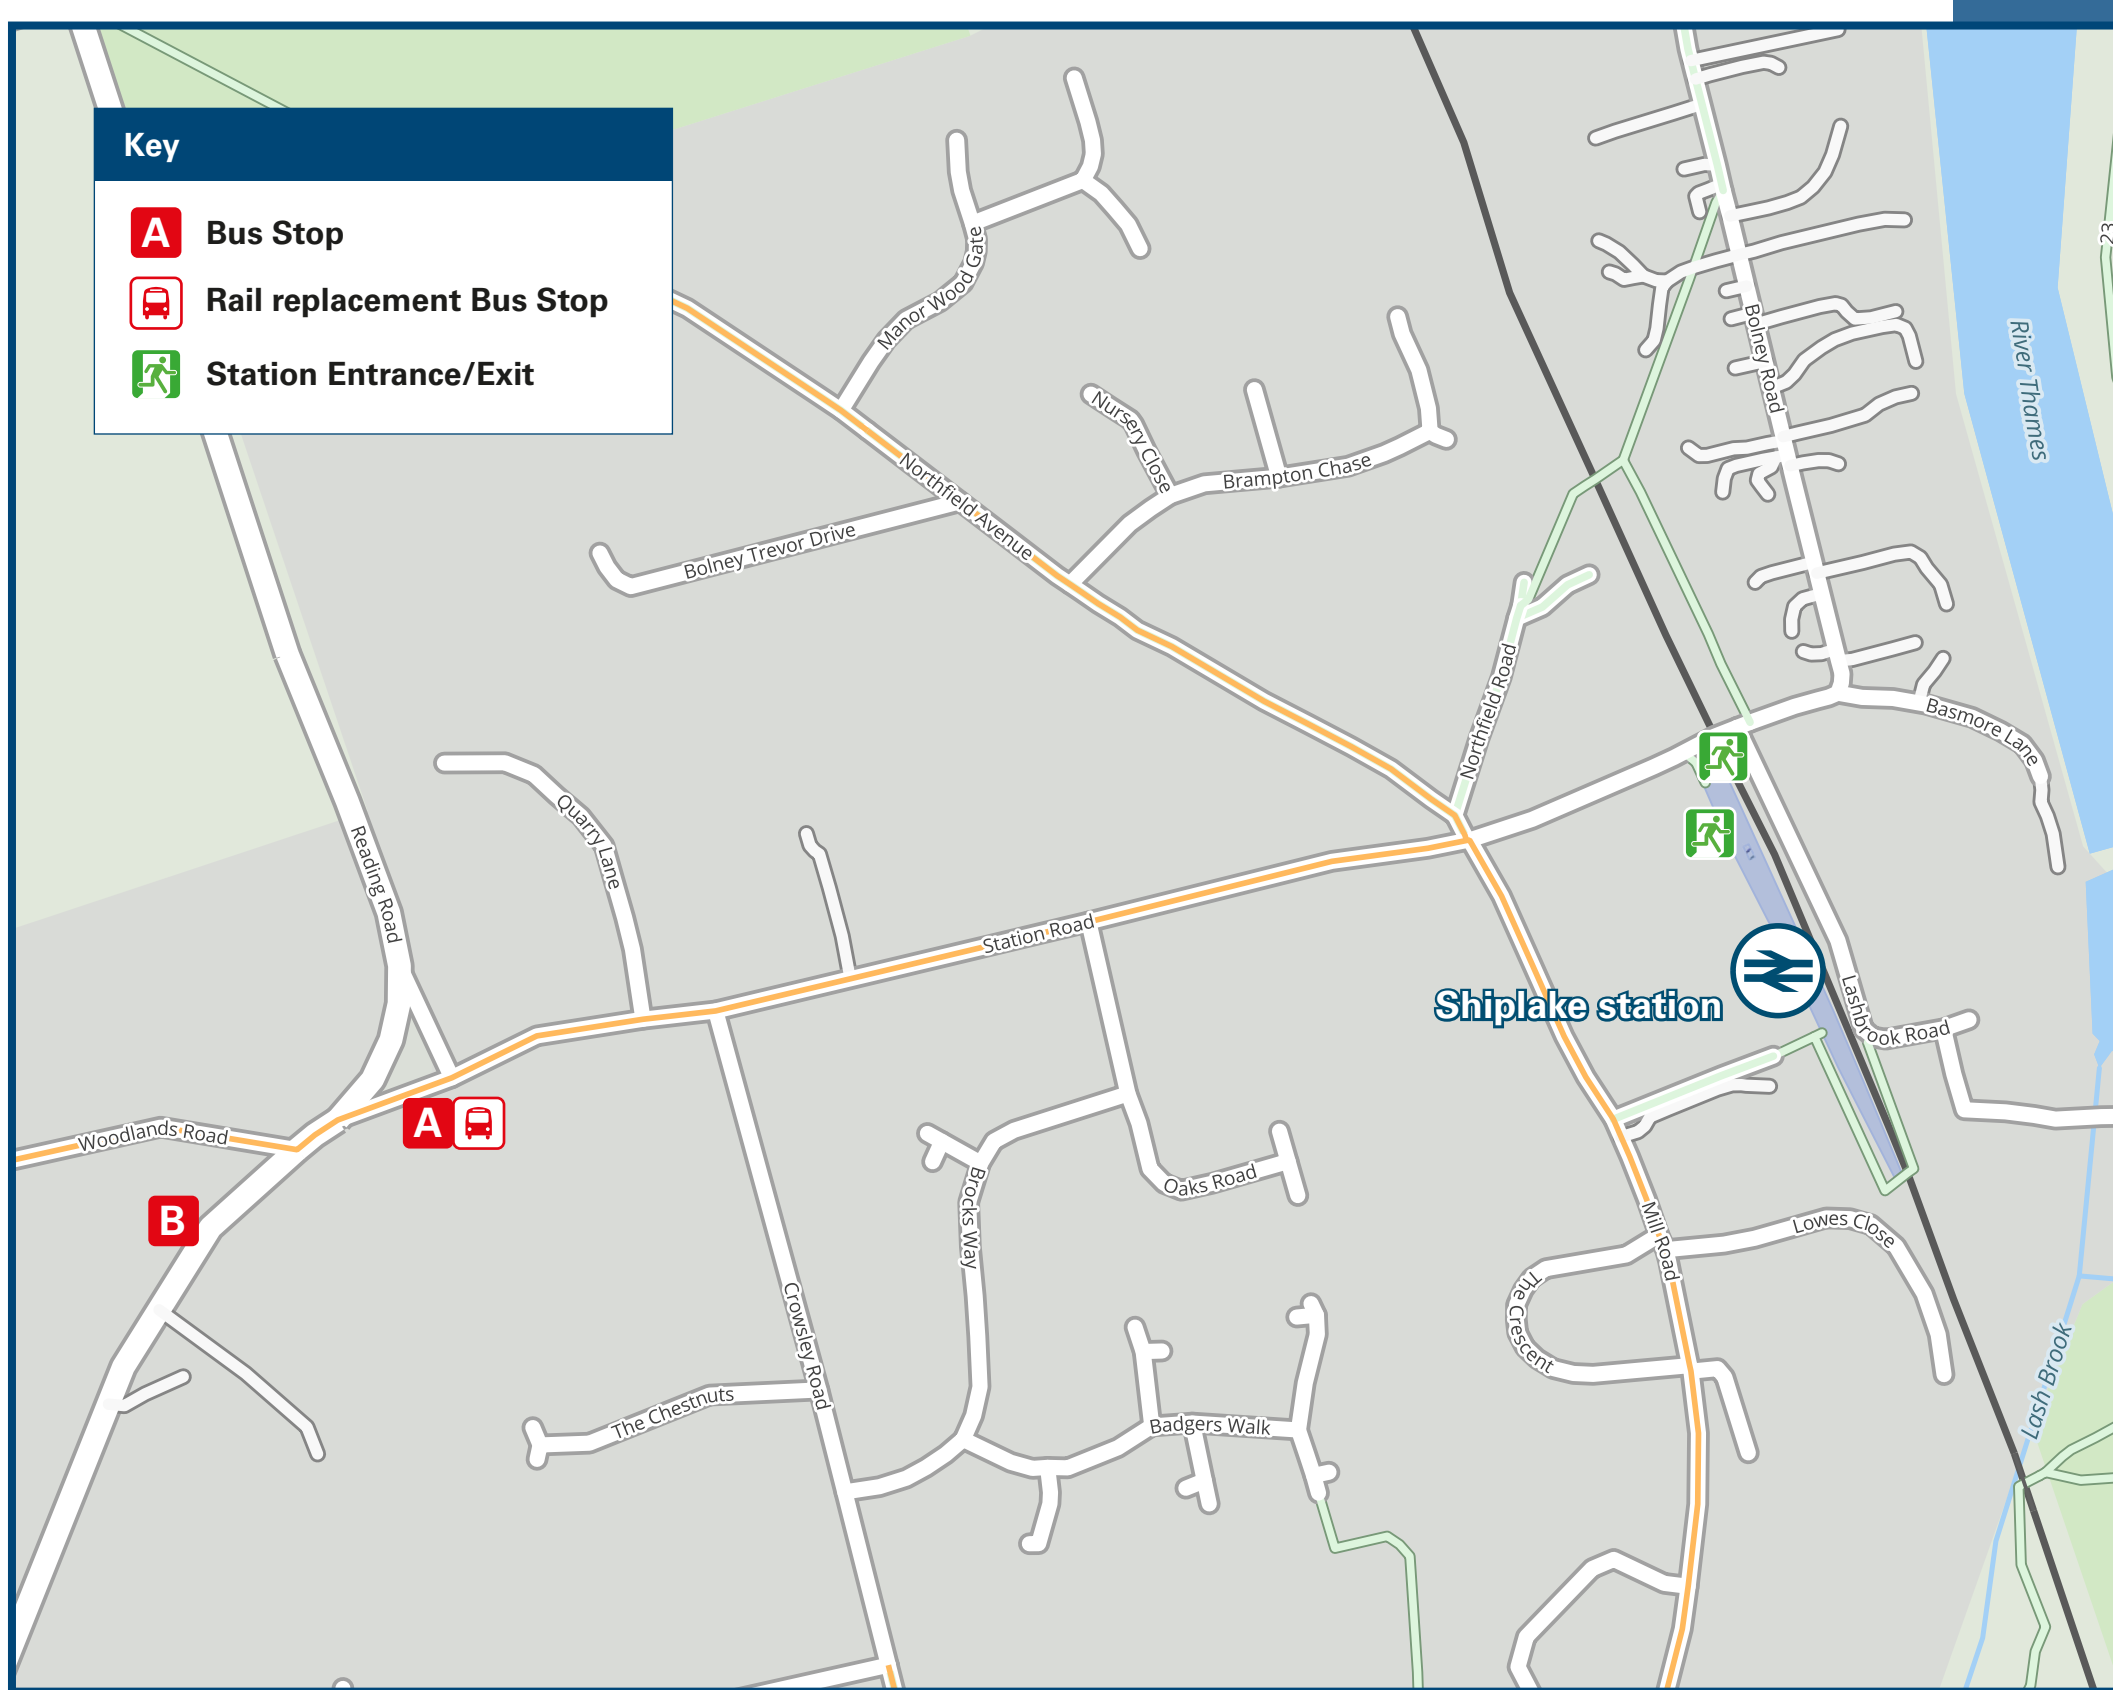 Key
A Bus Stop
Rail replacement Bus Stop
Station Entrance/Exit
Manor Wood Gate
Nursery Close
Brampton Chase
Northfield Avenue
Bolney Trevor Drive
Bolney Road
River Thames
23
Northfield Road
Basmore Lane
Quarry Lane
Reading Road
Station Road
Shiplake station
Lashbrook Road
A
Woodlands Road
B
Oaks Road
Brocks Way
Mill Road
Lowes Close
The Crescent
Crowsley Road
The Chestnuts
Badgers Walk
Lash Brook